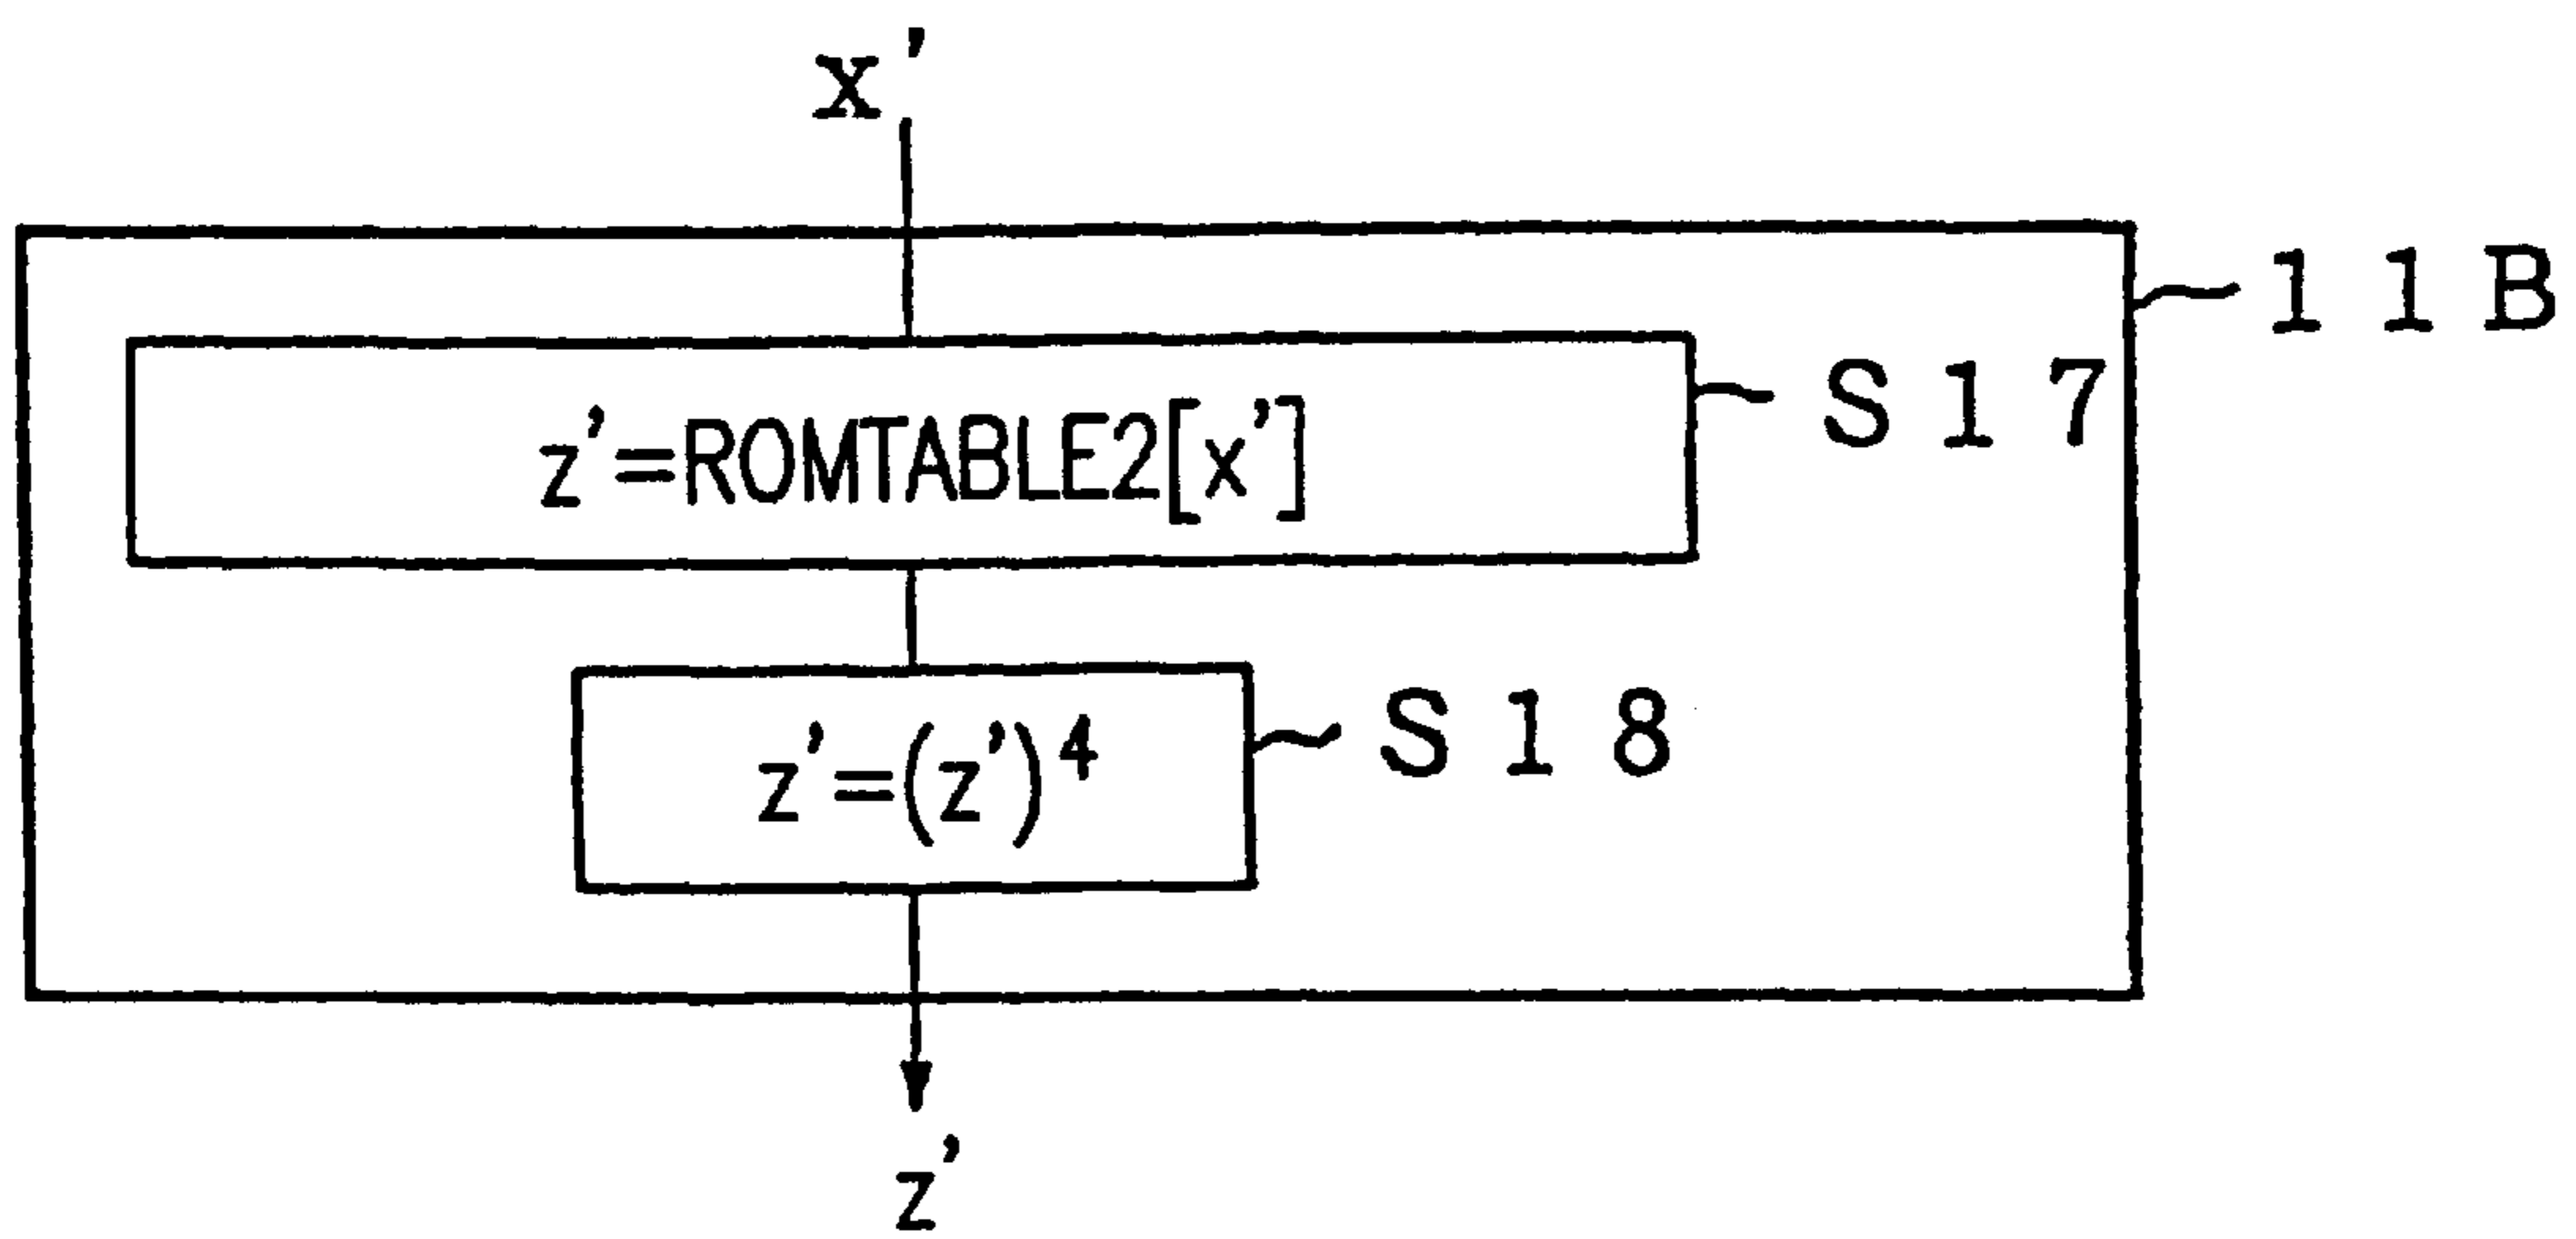 x'
11B
z'=ROMTABLE2[x']
S17
z'=(z')⁴
S18
z'